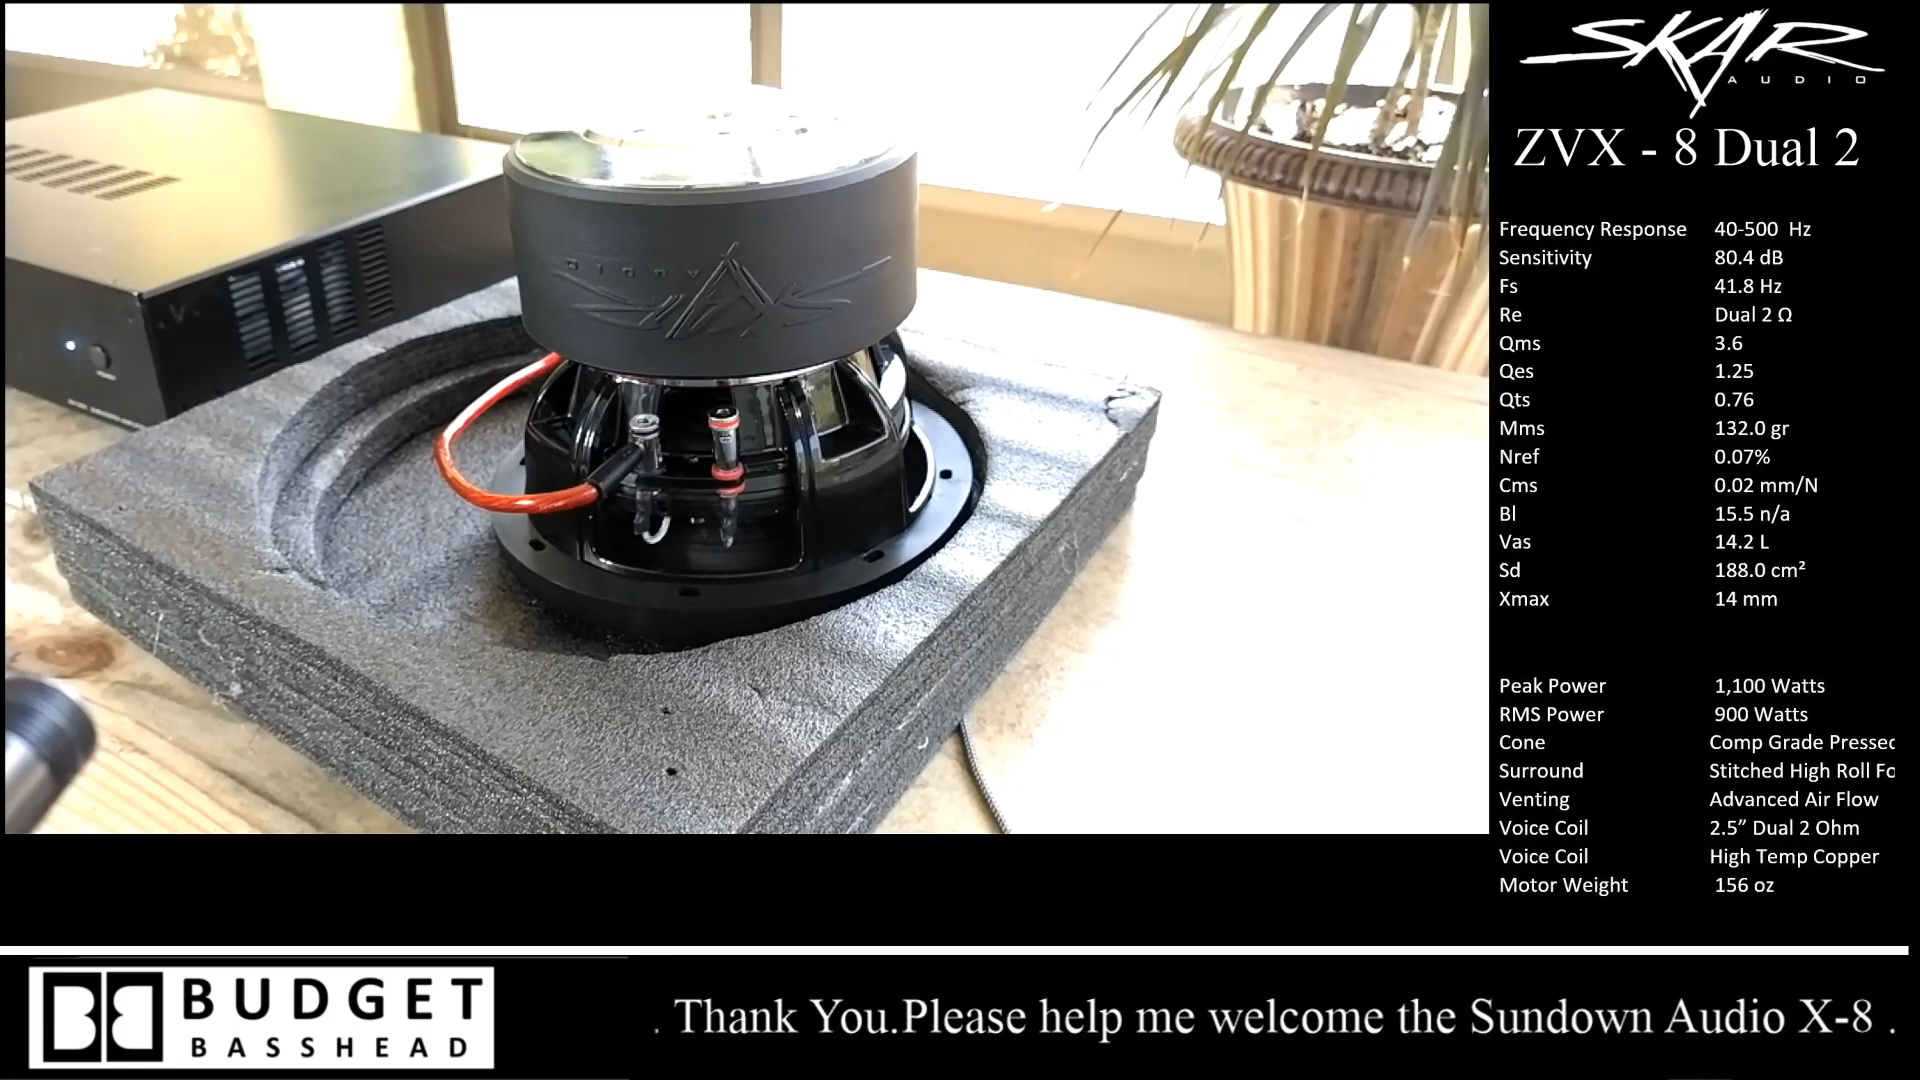 SKAR
AUDIO
ZVX - 8 Dual 2
Frequency Response 40-500 Hz
Sensitivity 80.4 dB
Fs 41.8 Hz
Re Dual 2 Ω
Qms 3.6
Qes 1.25
Qts 0.76
Mms 132.0 gr
Nref 0.07%
Cms 0.02 mm/N
Bl 15.5 n/a
Vas 14.2 L
Sd 188.0 cm²
Xmax 14 mm
Peak Power 1,100 Watts
RMS Power 900 Watts
Cone Comp Grade Pressed
Surround Stitched High Roll Fo
Venting Advanced Air Flow
Voice Coil 2.5” Dual 2 Ohm
Voice Coil High Temp Copper
Motor Weight 156 oz
AUDIO
SKAR
BUDGET
BASSHEAD
. Thank You.Please help me welcome the Sundown Audio X-8 .